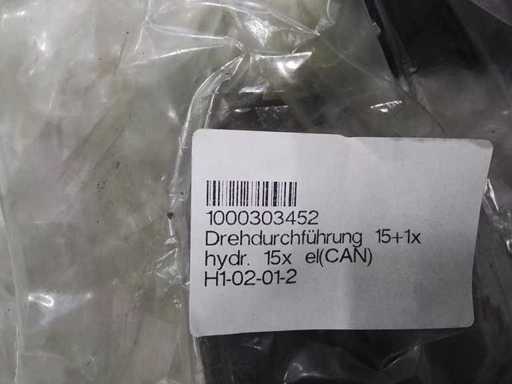 1000303452
Drehdurchführung 15+1x
hydr. 15x el(CAN)
H1-02-01-2